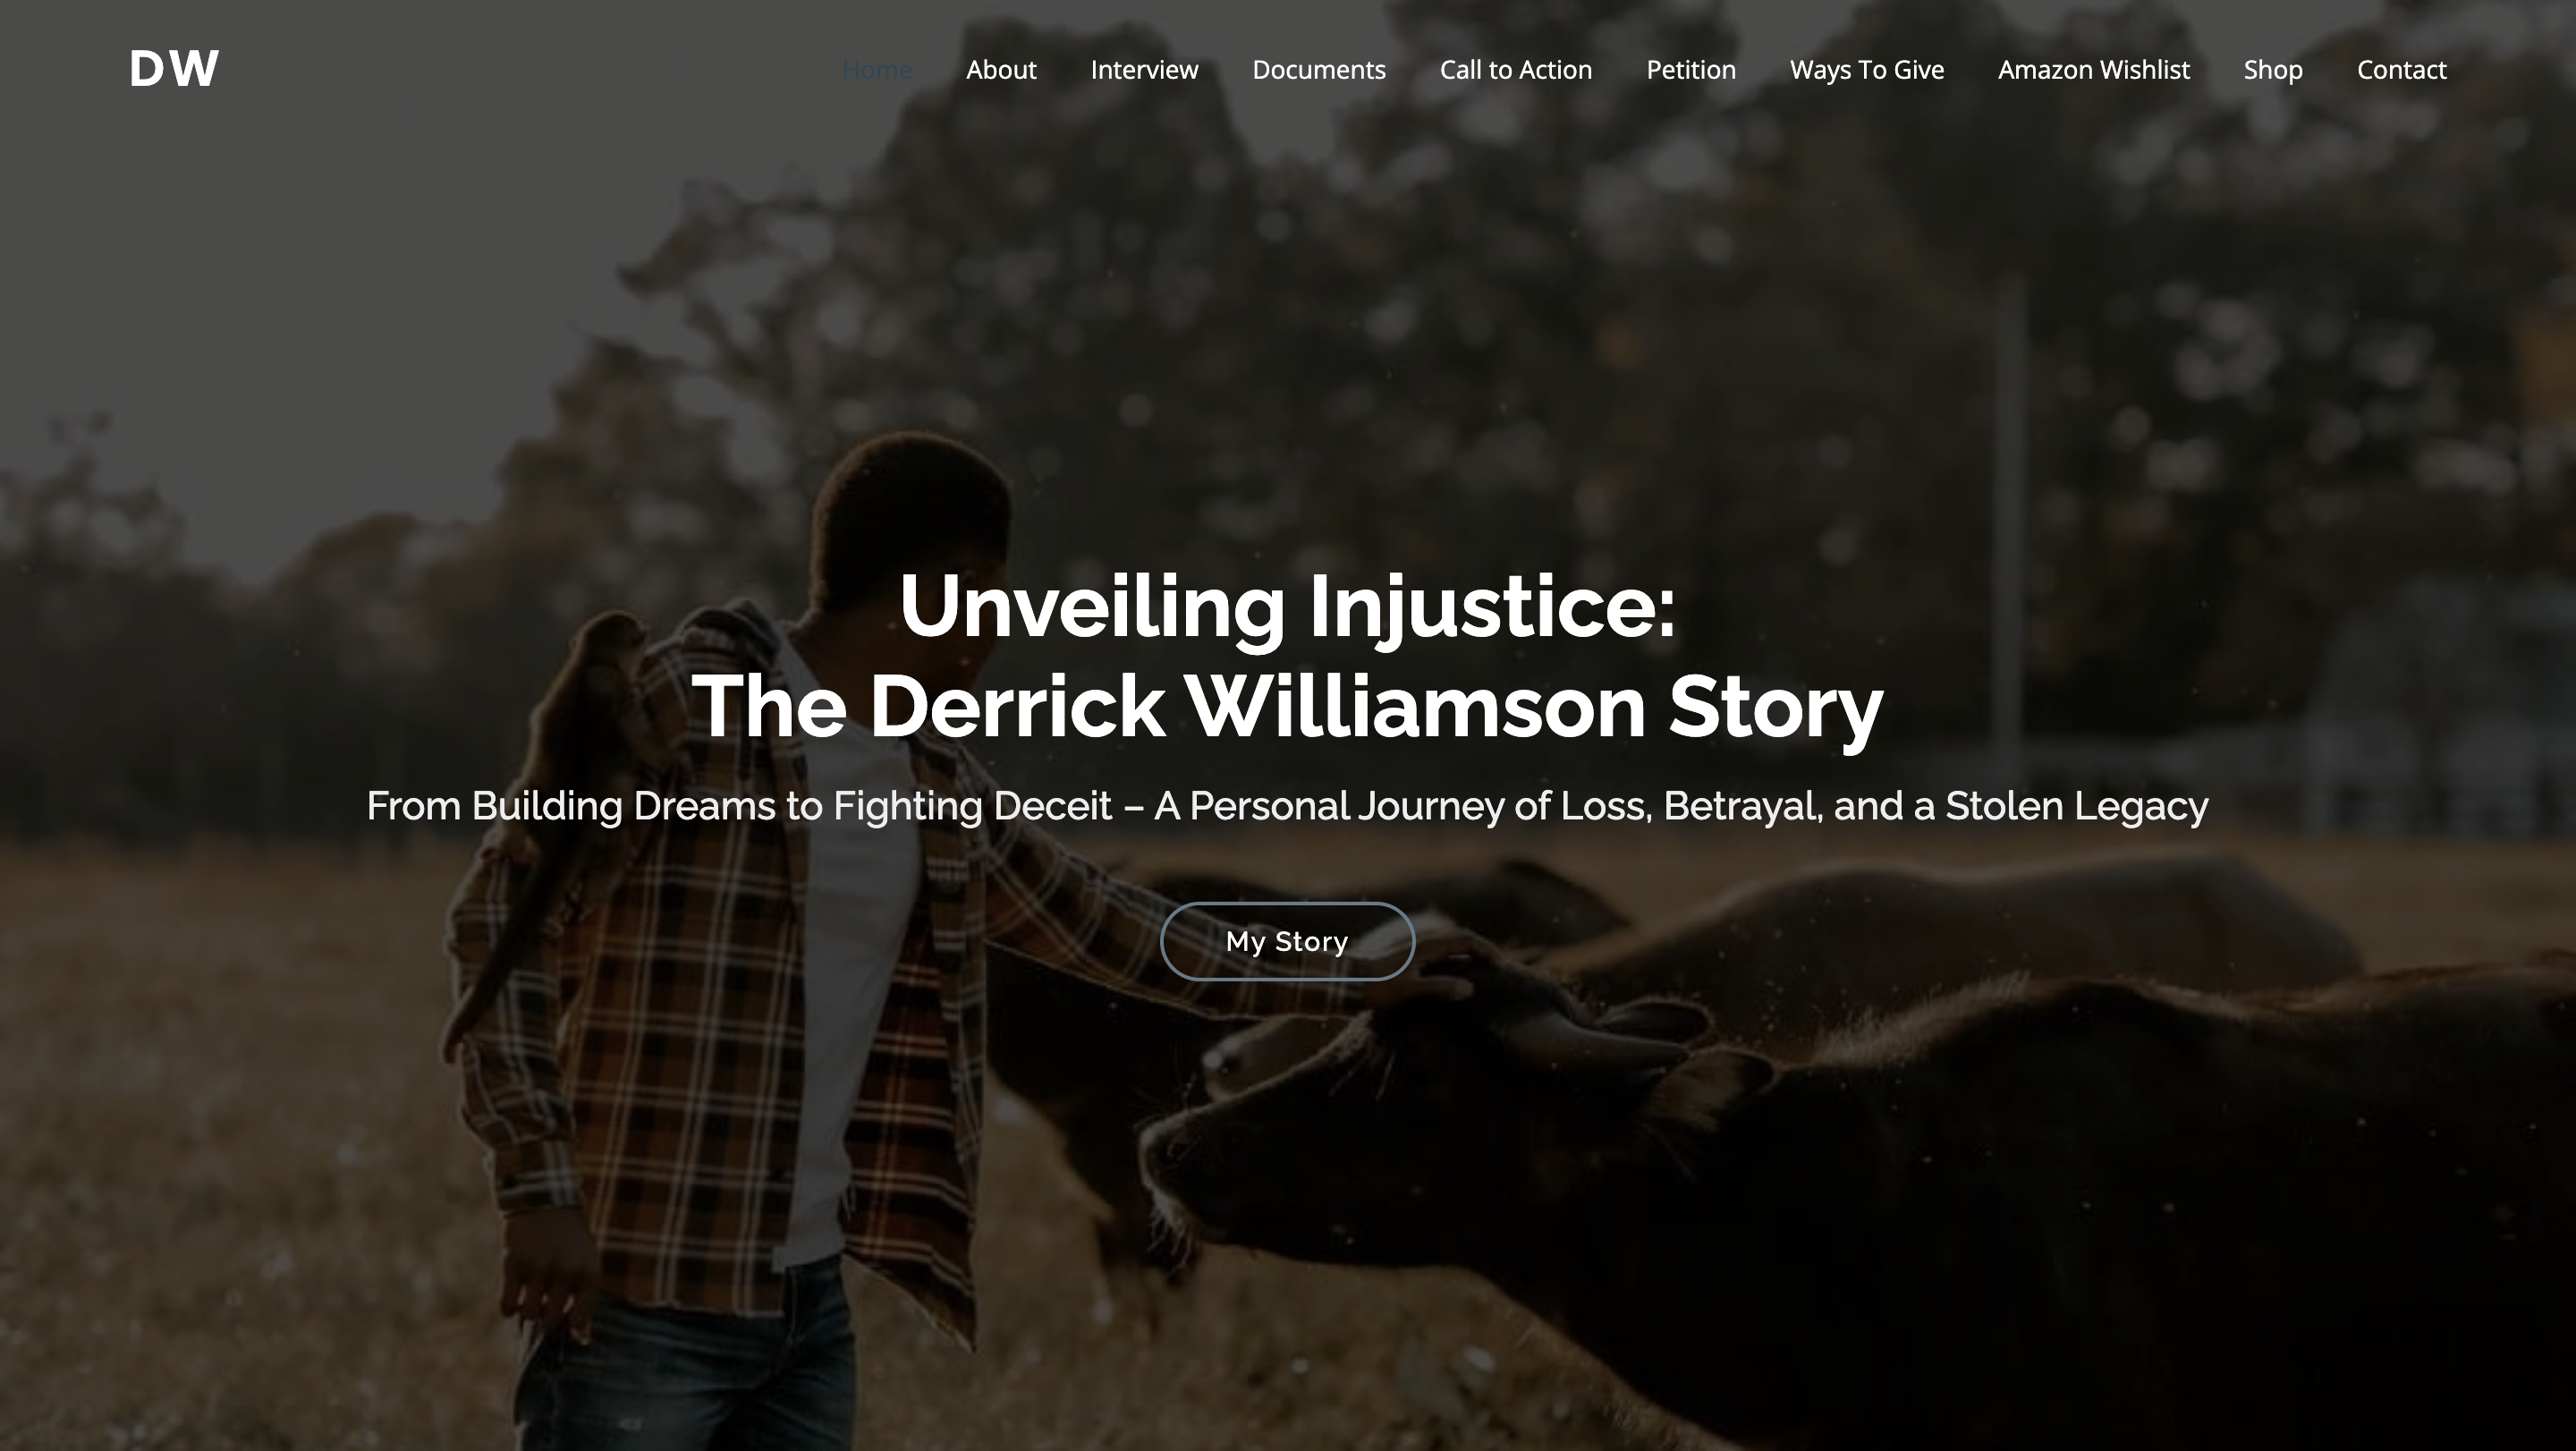 DW
Home About Interview Documents Call to Action Petition Ways To Give Amazon Wishlist Shop Contact
Unveiling Injustice:
The Derrick Williamson Story
From Building Dreams to Fighting Deceit – A Personal Journey of Loss, Betrayal, and a Stolen Legacy
My Story